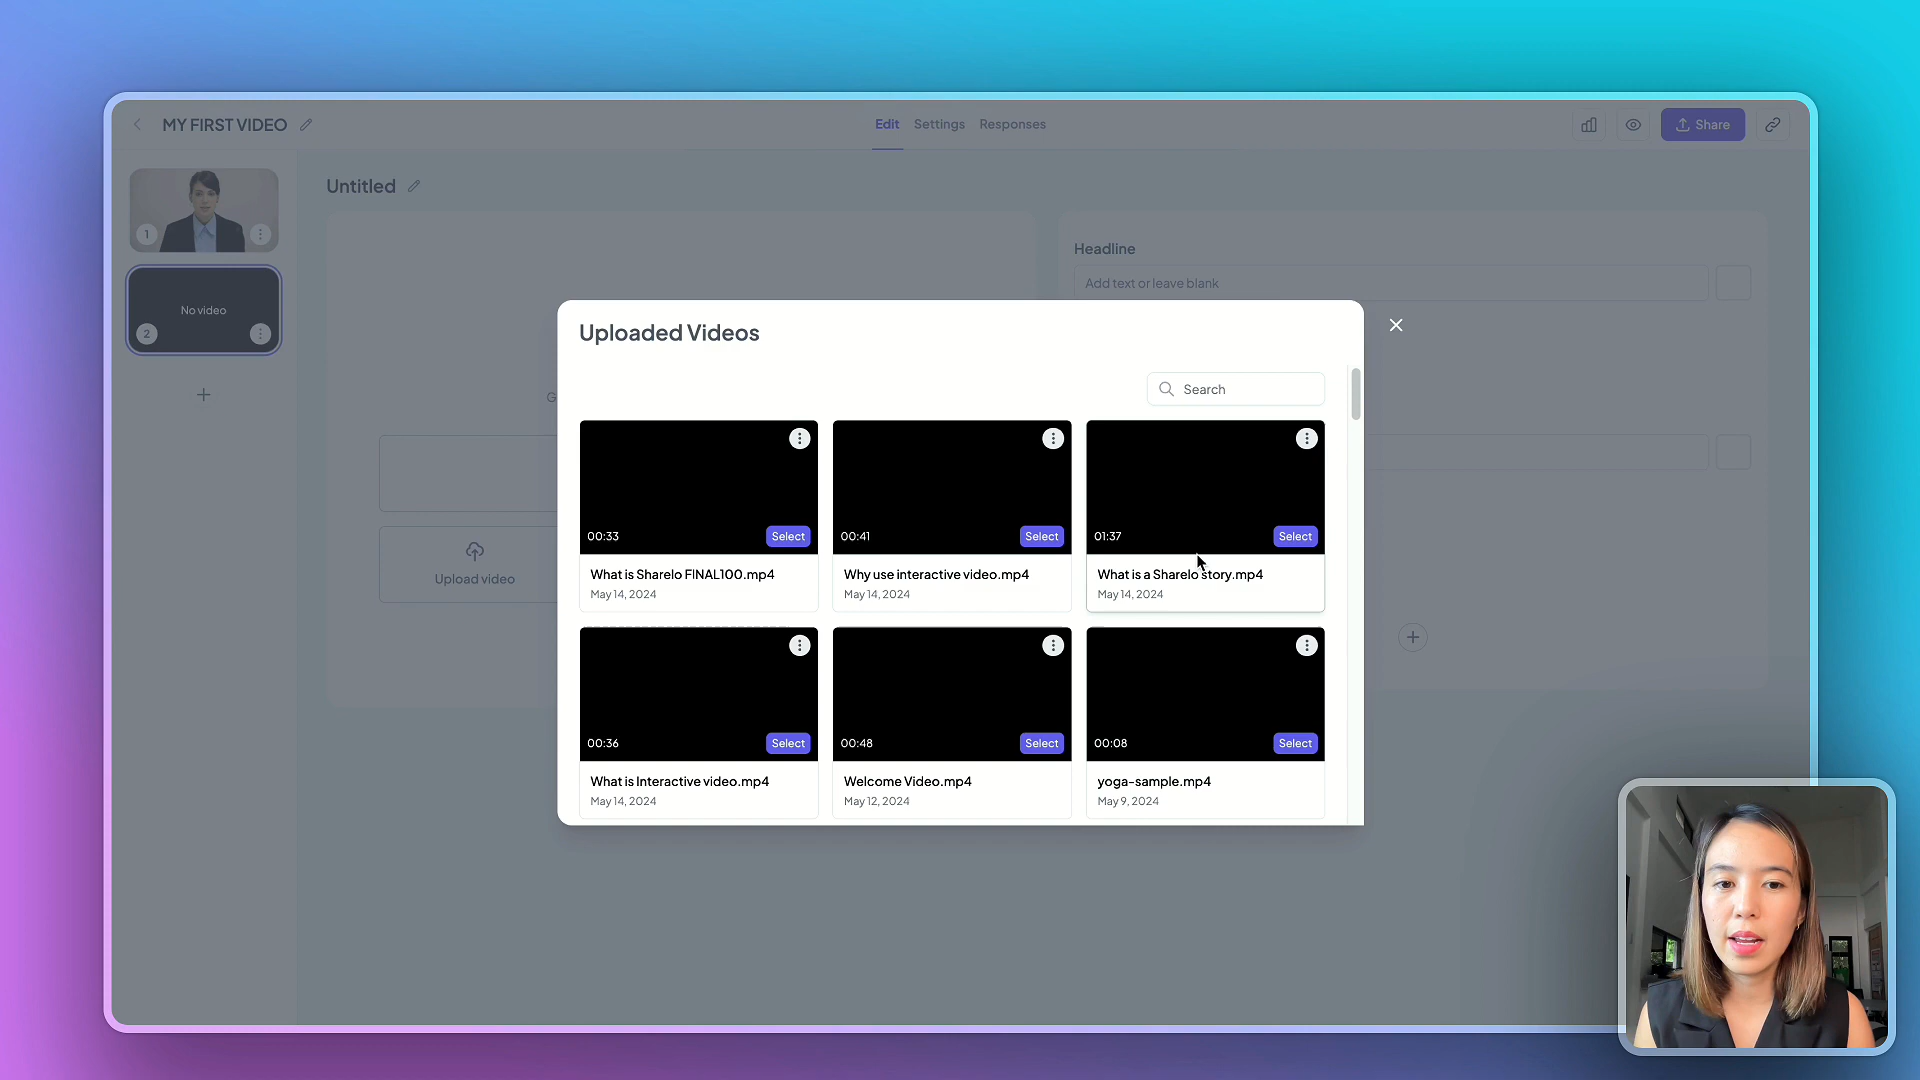 MY FIRST VIDEO
Edit Settings Responses
Share
Untitled
1
No video
2
Headline
Add text or leave blank
G
Upload video
Uploaded Videos
Search
00:33 Select
00:41 Select
01:37 Select
What is Sharelo FINAL100.mp4
May 14, 2024
Why use interactive video.mp4
May 14, 2024
What is a Sharelo story.mp4
May 14, 2024
00:36 Select
00:48 Select
00:08 Select
What is Interactive video.mp4
May 14, 2024
Welcome Video.mp4
May 12, 2024
yoga-sample.mp4
May 9, 2024